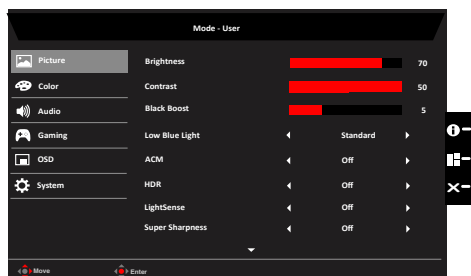 Mode - User
Picture
Brightness 70
Color
Contrast 50
Audio
Black Boost 5
Gaming
Low Blue Light Standard
OSD
ACM Off
System
HDR Off
LightSense Off
Super Sharpness Off
Move Enter